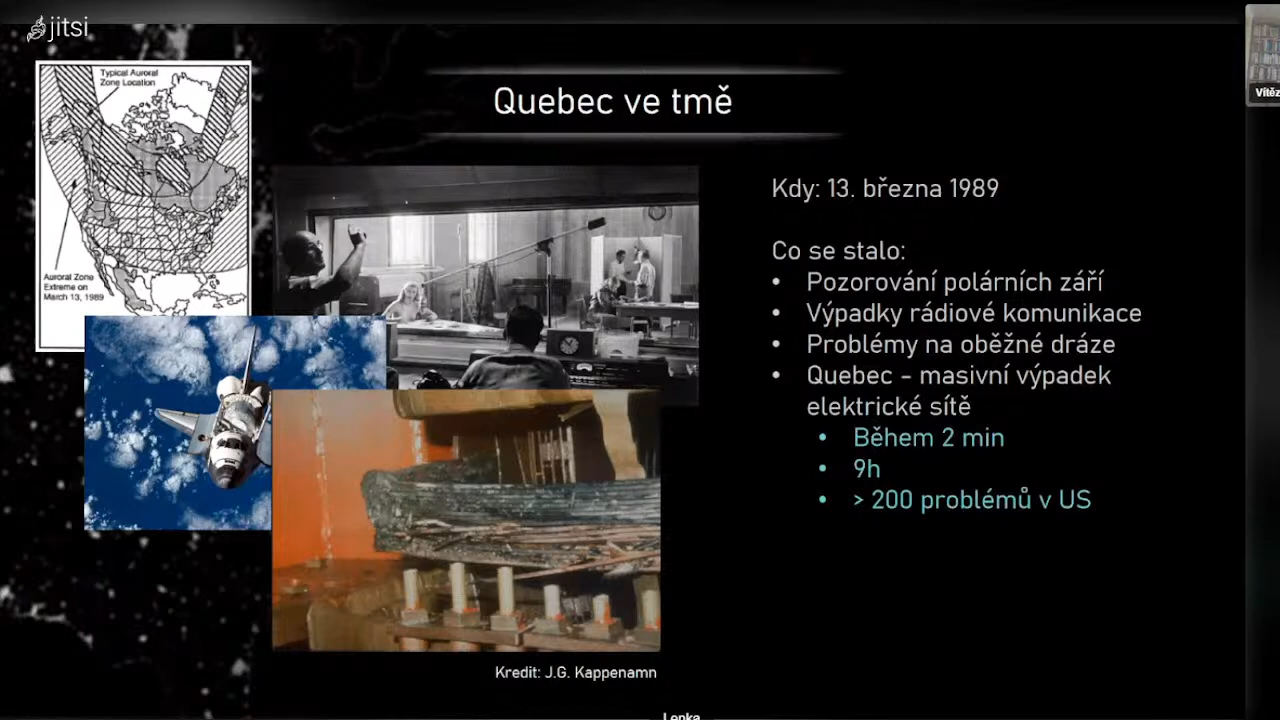 jitsi
Typical Auroral
Zone Location
Auroral Zone
Extreme on
March 13, 1989
Quebec ve tmě
Kdy: 13. března 1989
Co se stalo:
• Pozorování polárních září
• Výpadky rádiové komunikace
• Problémy na oběžné dráze
• Quebec - masivní výpadek
elektrické sítě
• Během 2 min
• 9h
• > 200 problémů v US
Kredit: J.G. Kappenamn
Vítěz
Lenka